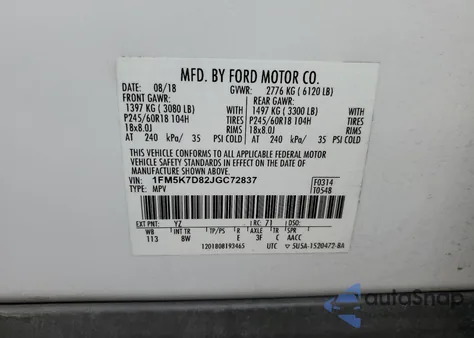 MFD. BY FORD MOTOR CO.
DATE: 08/18 GVWR: 2776 KG ( 6120 LB)
FRONT GAWR: REAR GAWR:
1397 KG ( 3080 LB) WITH 1497 KG ( 3300 LB) WITH
P245/60R18 104H TIRES P245/60R18 104H TIRES
18x8.0J RIMS 18x8.0J RIMS
AT 240 kPa/ 35 PSI COLD AT 240 kPa/ 35 PSI COLD
THIS VEHICLE CONFORMS TO ALL APPLICABLE FEDERAL MOTOR
VEHICLE SAFETY STANDARDS IN EFFECT ON THE DATE OF
MANUFACTURE SHOWN ABOVE.
VIN: 1FM5K7D82JGC72837 F0314
TYPE: MPV T0548
EXT PNT: YZ RC: 71 DSO:
WB INT TR TP/PS R AXLE TR SPR
113 8W E 3F C AACC
1201808193465 UTC 5U5A-1520472-BA
autoSnap